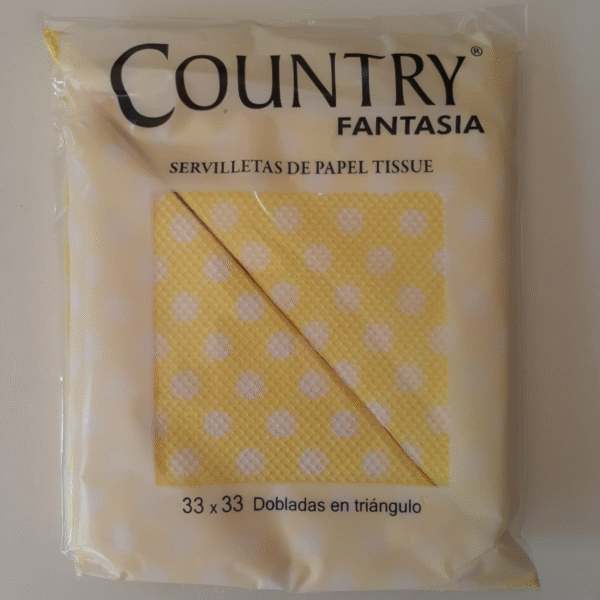 COUNTRY®
FANTASIA
SERVILLETAS DE PAPEL TISSUE
33 x 33 Dobladas en triángulo